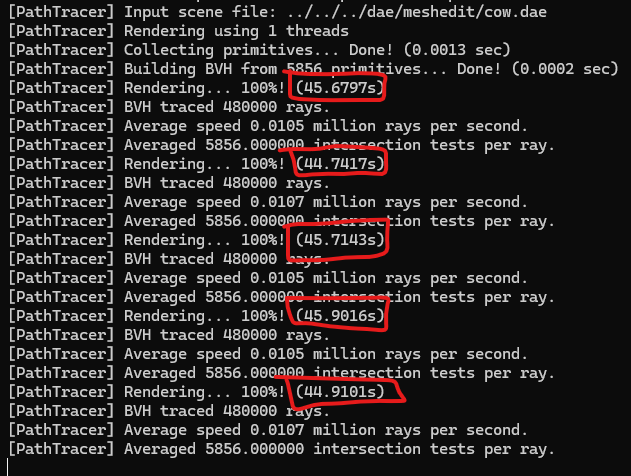 [PathTracer] Input scene file: ../../../dae/meshedit/cow.dae
[PathTracer] Rendering using 1 threads
[PathTracer] Collecting primitives... Done! (0.0013 sec)
[PathTracer] Building BVH from 5856 primitives... Done! (0.0002 sec)
[PathTracer] Rendering... 100%! (45.6797s)
[PathTracer] BVH traced 480000 rays.
[PathTracer] Average speed 0.0105 million rays per second.
[PathTracer] Averaged 5856.000000 intersection tests per ray.
[PathTracer] Rendering... 100%! (44.7417s)
[PathTracer] BVH traced 480000 rays.
[PathTracer] Average speed 0.0107 million rays per second.
[PathTracer] Averaged 5856.000000 intersection tests per ray.
[PathTracer] Rendering... 100%! (45.7143s)
[PathTracer] BVH traced 480000 rays.
[PathTracer] Average speed 0.0105 million rays per second.
[PathTracer] Averaged 5856.000000 intersection tests per ray.
[PathTracer] Rendering... 100%! (45.9016s)
[PathTracer] BVH traced 480000 rays.
[PathTracer] Average speed 0.0105 million rays per second.
[PathTracer] Averaged 5856.000000 intersection tests per ray.
[PathTracer] Rendering... 100%! (44.9101s)
[PathTracer] BVH traced 480000 rays.
[PathTracer] Average speed 0.0107 million rays per second.
[PathTracer] Averaged 5856.000000 intersection tests per ray.